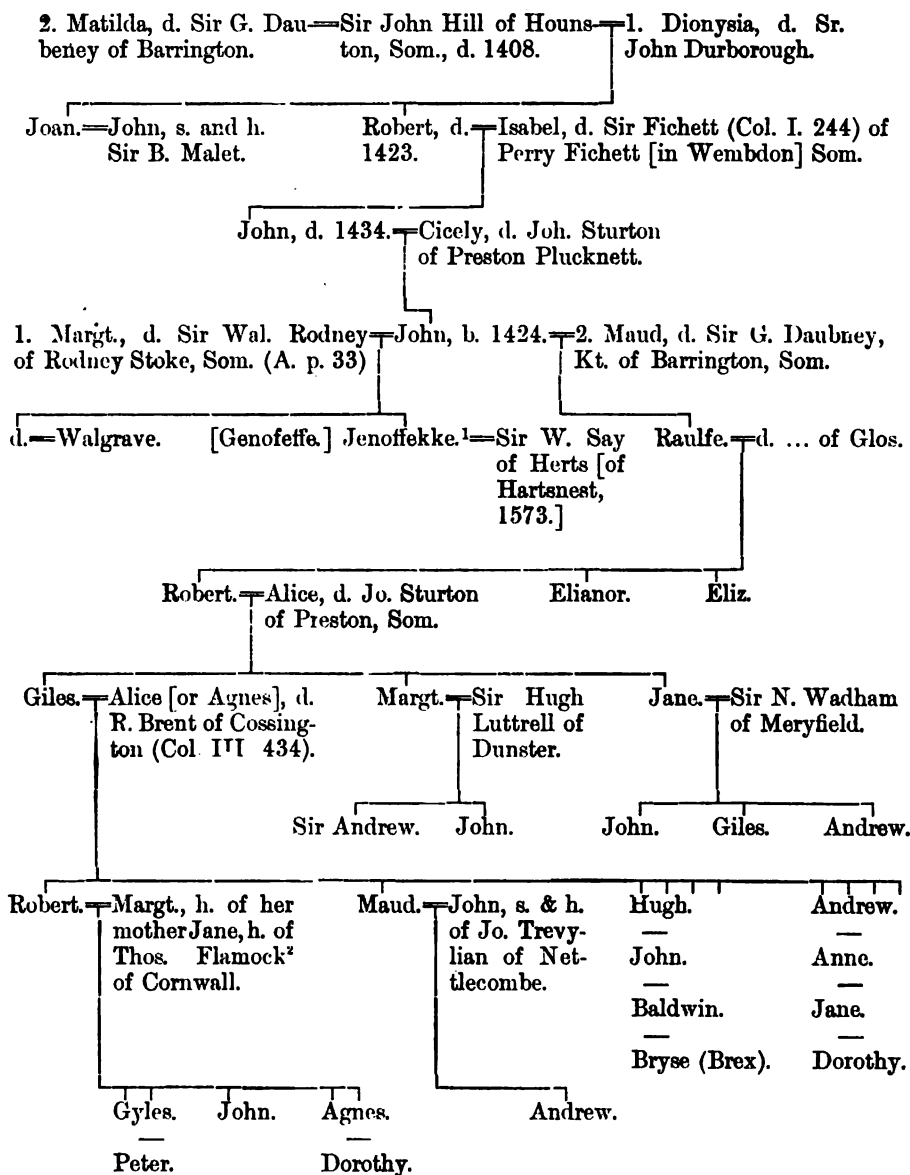 2. Matilda, d. Sir G. Dau-═Sir John Hill of Houns-═1. Dionysia, d. Sr.
beney of Barrington. ton, Som., d. 1408. John Durborough.
Joan.═John, s. and h. Robert, d.═Isabel, d. Sir Fichett (Col. I. 244) of
Sir B. Malet. 1423. Perry Fichett [in Wembdon] Som.
John, d. 1434.═Cicely, d. Joh. Sturton
of Preston Plucknett.
1. Margt., d. Sir Wal. Rodney═John, b. 1424.═2. Maud, d. Sir G. Daubney,
of Rodney Stoke, Som. (A. p. 33) Kt. of Barrington, Som.
d.═Walgrave. [Genofeffe.] Jenoffekke.¹═Sir W. Say Raulfe.═d. ... of Glos.
of Herts [of
Hartsnest,
1573.]
Robert.═Alice, d. Jo. Sturton Elianor. Eliz.
of Preston, Som.
Giles.═Alice [or Agnes], d. Margt.═Sir Hugh Jane.═Sir N. Wadham
R. Brent of Cossing- Luttrell of of Meryfield.
ton (Col. III 434). Dunster.
Sir Andrew. John. John. Giles. Andrew.
Robert.═Margt., h. of her Maud.═John, s. & h. Hugh. Andrew.
mother Jane, h. of of Jo. Trevy- — —
Thos. Flamock² lian of Net- John. Anne.
of Cornwall. tlecombe. — —
Baldwin. Jane.
— —
Bryse (Brex). Dorothy.
Gyles. John. Agnes. Andrew.
— —
Peter. Dorothy.